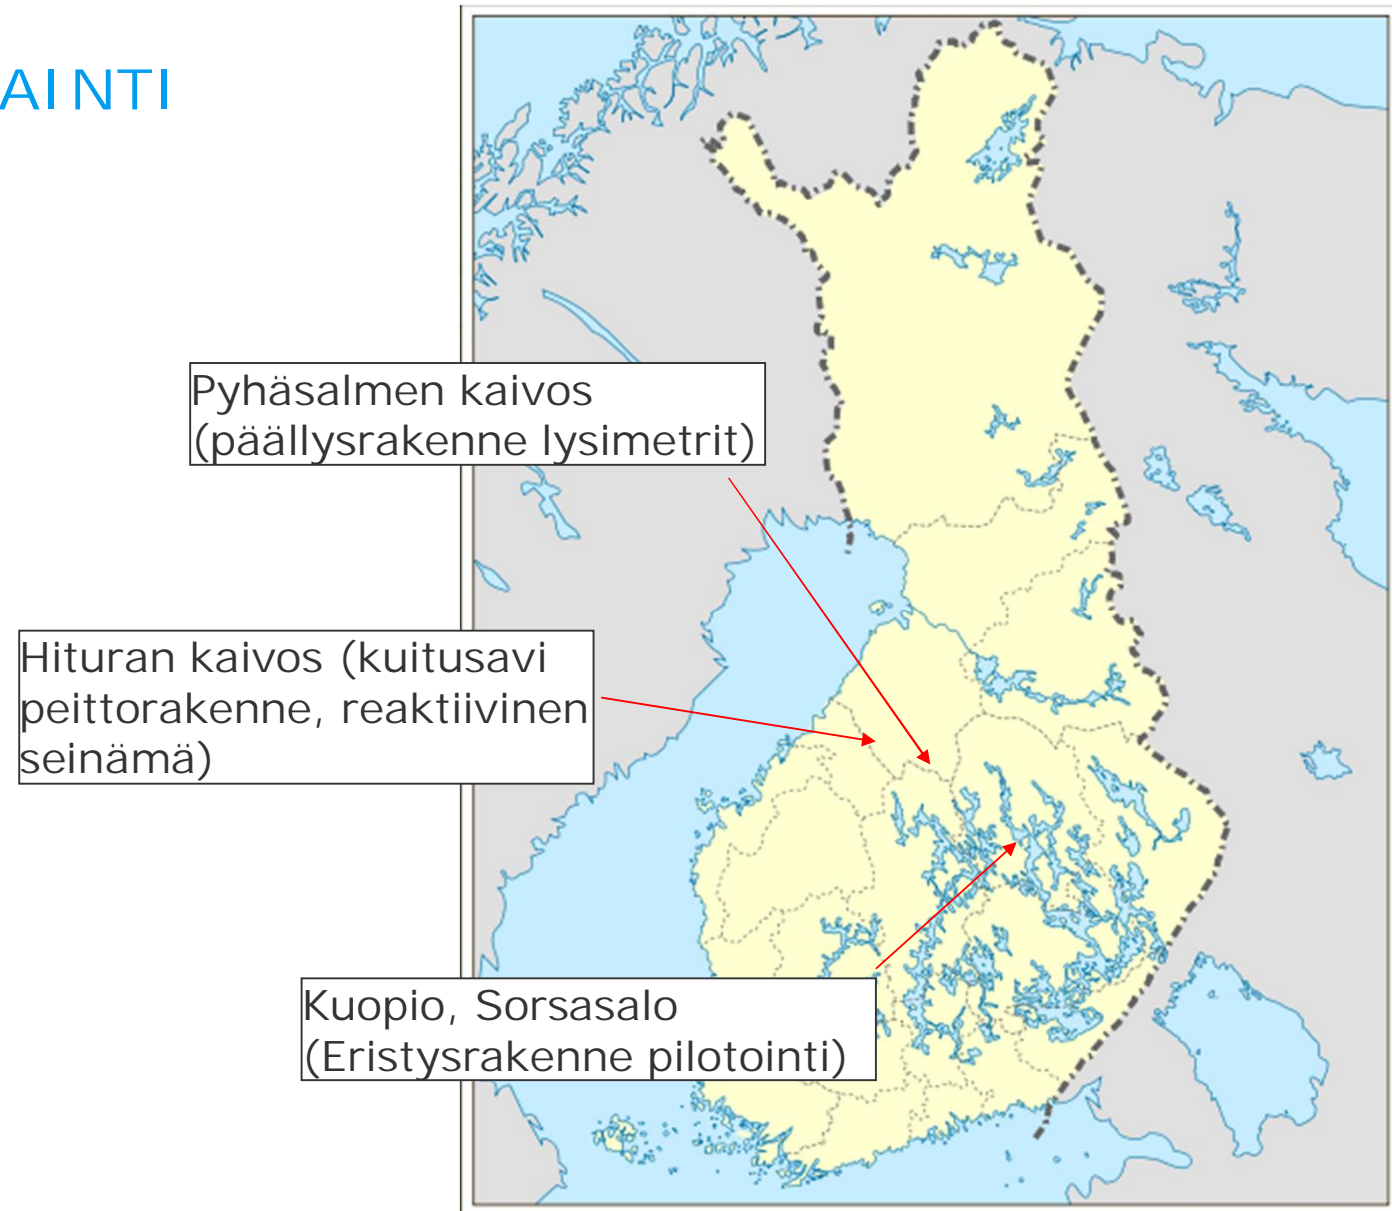 AINTI
Pyhäsalmen kaivos
(päällysrakenne lysimetrit)
Hituran kaivos (kuitusavi
peittorakenne, reaktiivinen
seinämä)
Kuopio, Sorsasalo
(Eristysrakenne pilotointi)